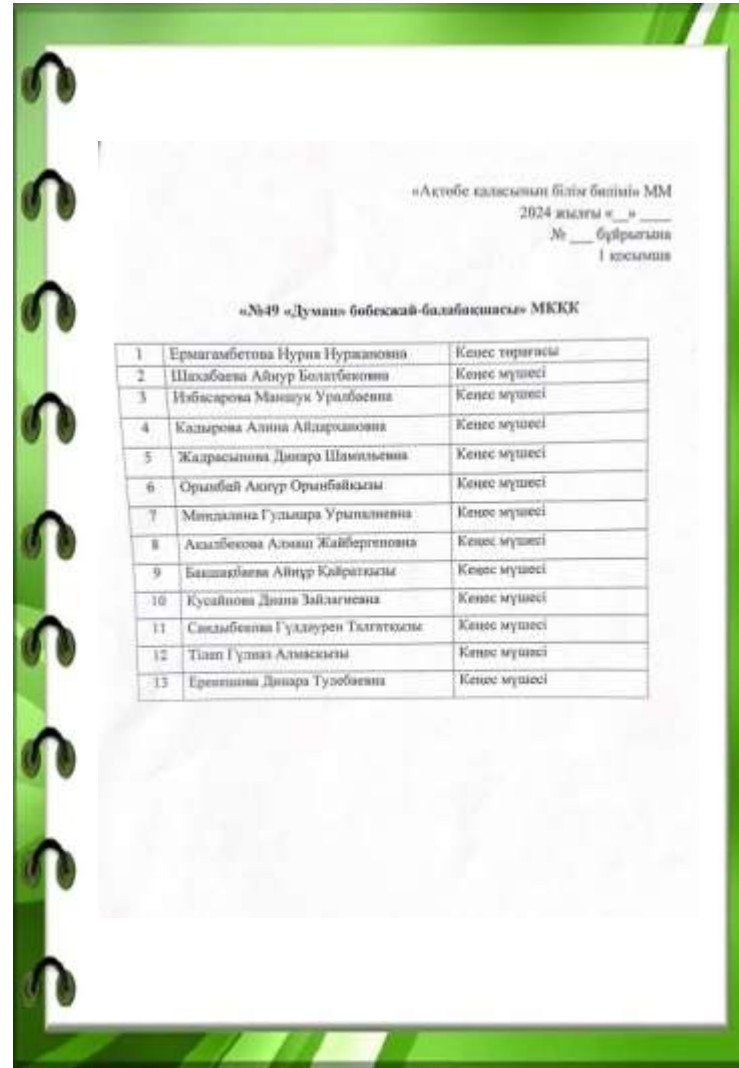 «Ақтөбе қаласының білім бөлімі» ММ
2024 жылғы «__» ____
№ ___ бұйрығына
1 қосымша
«№49 «Думан» бөбекжай-балабақшасы» МКҚК
1 Ермагамбетова Нурия Нуржановна Кеңес төрағасы
2 Шахабаева Айнур Болатбековна Кеңес мүшесі
3 Избасарова Маншук Уралбаевна Кеңес мүшесі
4 Кадырова Алина Айдархановна Кеңес мүшесі
5 Жадрасынова Динара Шамильевна Кеңес мүшесі
6 Орынбай Ақнұр Орынбайқызы Кеңес мүшесі
7 Миндалина Гульнара Кеңес мүшесі
8 Акылбекова Алмаш Жайбергеновна Кеңес мүшесі
9 Бакшакбаева Айнұр Қайратқызы Кеңес мүшесі
10 Кусайнова Диана Зайлагиевна Кеңес мүшесі
11 Сандыбекова Гүлдаурен Талғатқызы Кеңес мүшесі
12 Тілеп Гүлназ Алмасқызы Кеңес мүшесі
13 Динара Тулебаевна Кеңес мүшесі